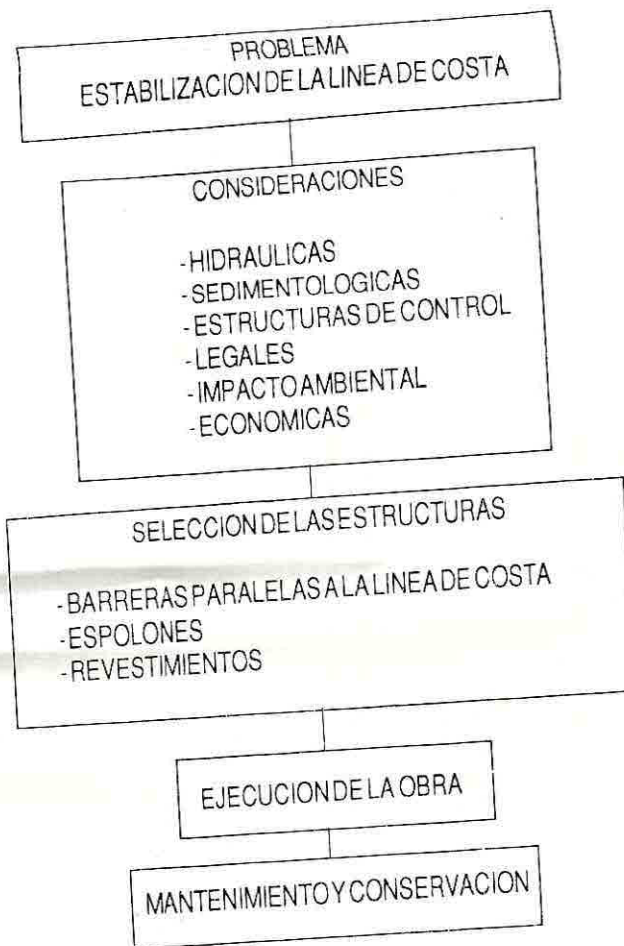 PROBLEMA
ESTABILIZACION DE LA LINEA DE COSTA
CONSIDERACIONES
-HIDRAULICAS
-SEDIMENTOLOGICAS
-ESTRUCTURAS DE CONTROL
-LEGALES
-IMPACTO AMBIENTAL
-ECONOMICAS
SELECCION DE LAS ESTRUCTURAS
-BARRERAS PARALELAS A LA LINEA DE COSTA
-ESPOLONES
-REVESTIMIENTOS
EJECUCION DE LA OBRA
MANTENIMIENTO Y CONSERVACION